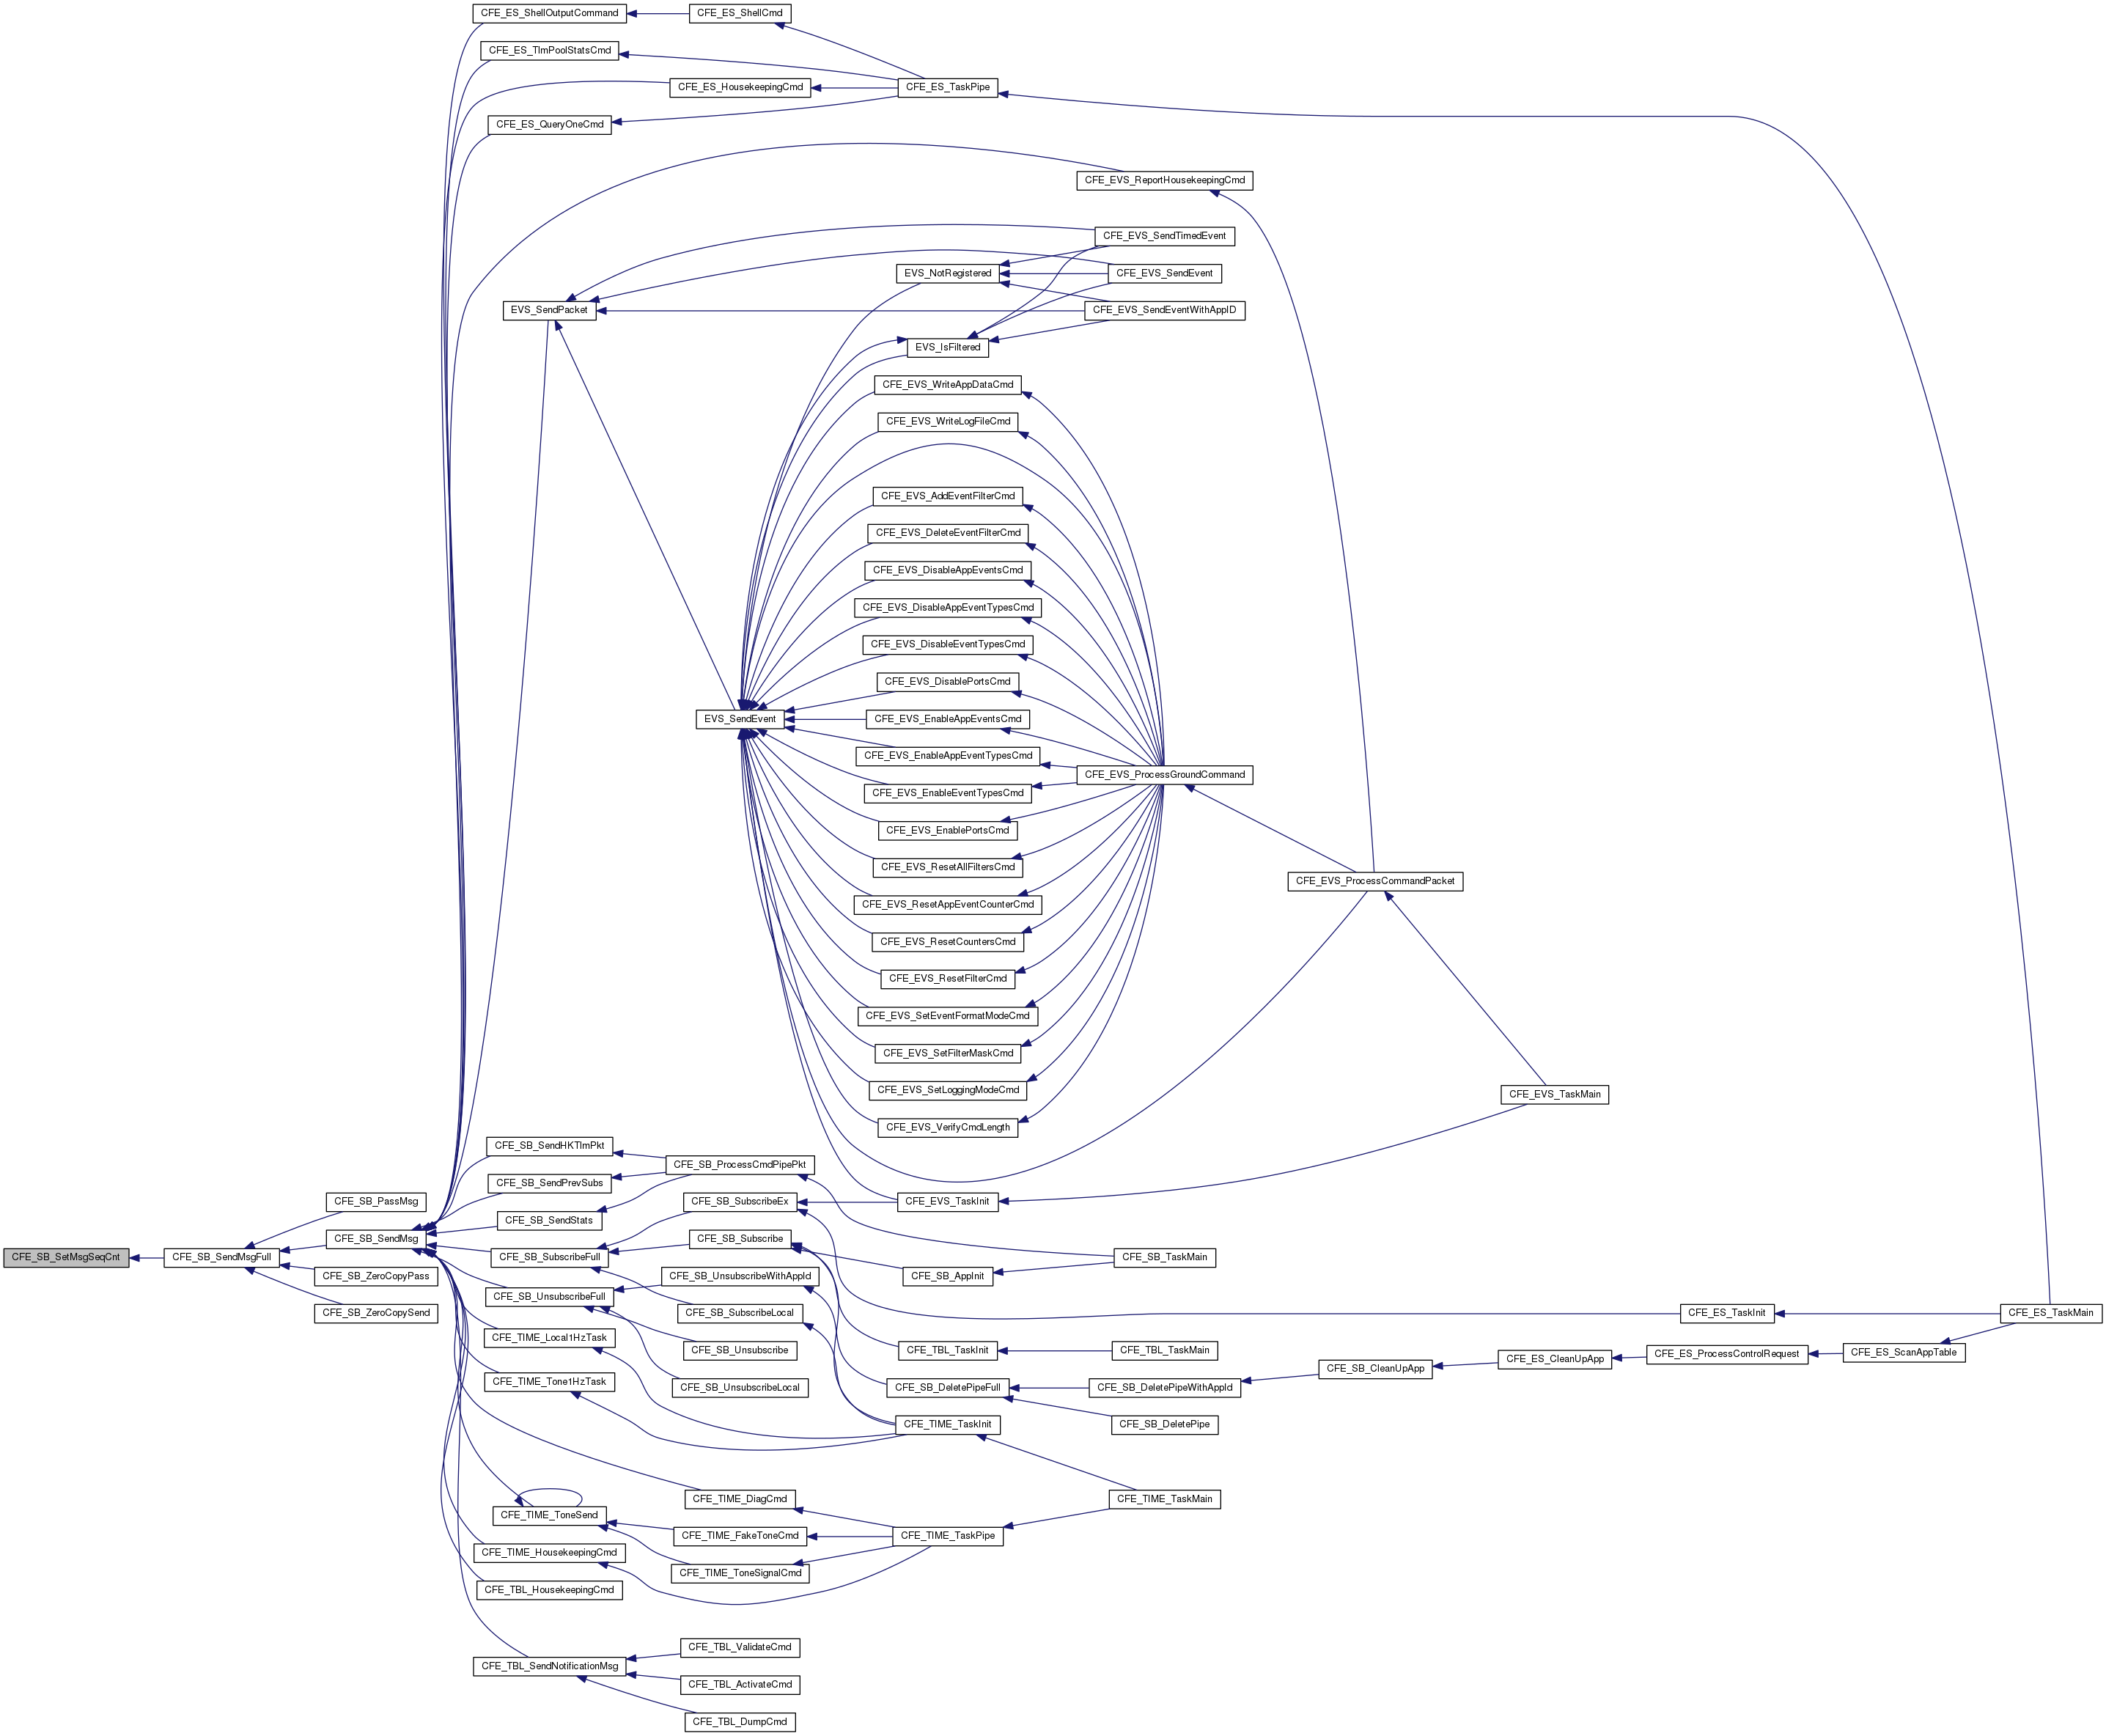 CFE_ES_ShellOutputCommand
CFE_ES_ShellCmd
CFE_ES_TlmPoolStatsCmd
CFE_ES_HousekeepingCmd
CFE_ES_TaskPipe
CFE_ES_QueryOneCmd
CFE_EVS_ReportHousekeepingCmd
CFE_EVS_SendTimedEvent
EVS_NotRegistered
CFE_EVS_SendEvent
EVS_SendPacket
CFE_EVS_SendEventWithAppID
EVS_IsFiltered
CFE_EVS_WriteAppDataCmd
CFE_EVS_WriteLogFileCmd
CFE_EVS_AddEventFilterCmd
CFE_EVS_DeleteEventFilterCmd
CFE_EVS_DisableAppEventsCmd
CFE_EVS_DisableAppEventTypesCmd
CFE_EVS_DisableEventTypesCmd
CFE_EVS_DisablePortsCmd
EVS_SendEvent
CFE_EVS_EnableAppEventsCmd
CFE_EVS_EnableAppEventTypesCmd
CFE_EVS_ProcessGroundCommand
CFE_EVS_EnableEventTypesCmd
CFE_EVS_EnablePortsCmd
CFE_EVS_ResetAllFiltersCmd
CFE_EVS_ProcessCommandPacket
CFE_EVS_ResetAppEventCounterCmd
CFE_EVS_ResetCountersCmd
CFE_EVS_ResetFilterCmd
CFE_EVS_SetEventFormatModeCmd
CFE_EVS_SetFilterMaskCmd
CFE_EVS_SetLoggingModeCmd
CFE_EVS_TaskMain
CFE_EVS_VerifyCmdLength
CFE_SB_SendHKTlmPkt
CFE_SB_ProcessCmdPipePkt
CFE_SB_SendPrevSubs
CFE_SB_PassMsg
CFE_SB_SubscribeEx
CFE_EVS_TaskInit
CFE_SB_SendStats
CFE_SB_SendMsg
CFE_SB_Subscribe
CFE_SB_SetMsgSeqCnt
CFE_SB_SendMsgFull
CFE_SB_SubscribeFull
CFE_SB_TaskMain
CFE_SB_ZeroCopyPass
CFE_SB_UnsubscribeWithAppId
CFE_SB_AppInit
CFE_SB_UnsubscribeFull
CFE_SB_ZeroCopySend
CFE_SB_SubscribeLocal
CFE_ES_TaskInit
CFE_ES_TaskMain
CFE_TIME_Local1HzTask
CFE_SB_Unsubscribe
CFE_TBL_TaskInit
CFE_TBL_TaskMain
CFE_ES_ScanAppTable
CFE_ES_ProcessControlRequest
CFE_ES_CleanUpApp
CFE_SB_CleanUpApp
CFE_TIME_Tone1HzTask
CFE_SB_UnsubscribeLocal
CFE_SB_DeletePipeFull
CFE_SB_DeletePipeWithAppId
CFE_TIME_TaskInit
CFE_SB_DeletePipe
CFE_TIME_DiagCmd
CFE_TIME_TaskMain
CFE_TIME_ToneSend
CFE_TIME_FakeToneCmd
CFE_TIME_TaskPipe
CFE_TIME_HousekeepingCmd
CFE_TIME_ToneSignalCmd
CFE_TBL_HousekeepingCmd
CFE_TBL_ValidateCmd
CFE_TBL_SendNotificationMsg
CFE_TBL_ActivateCmd
CFE_TBL_DumpCmd